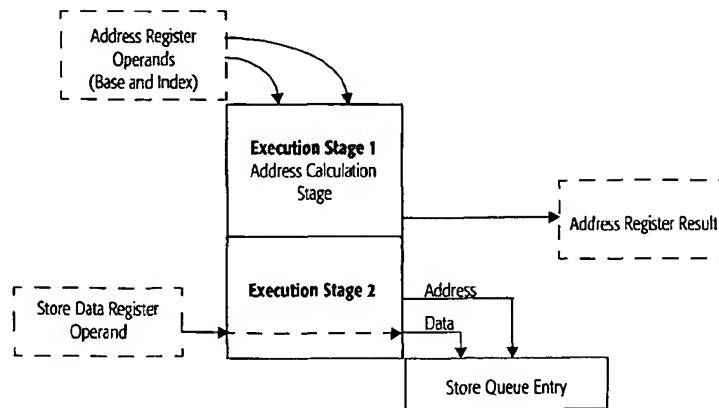 Address Register
Operands
(Base and Index)
Execution Stage 1
Address Calculation
Stage
Address Register Result
Execution Stage 2
Address
Store Data Register
Operand
Data
Store Queue Entry